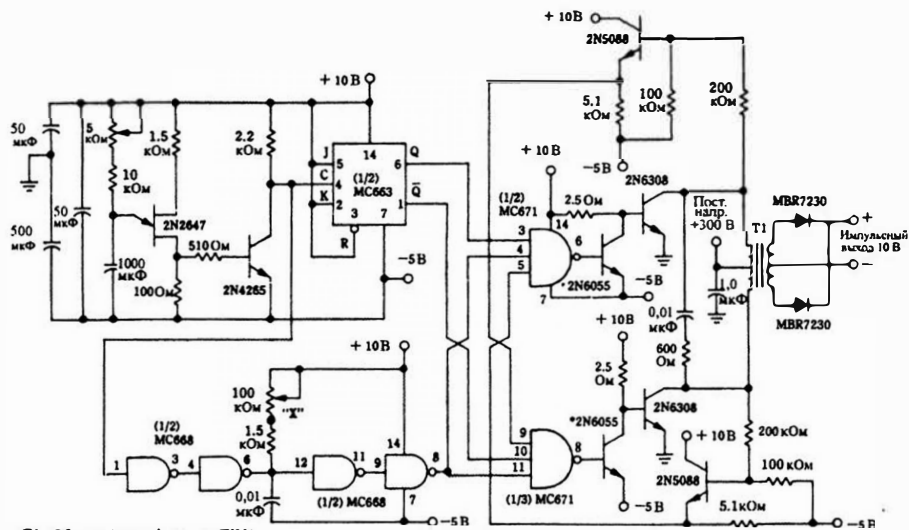 + 10 В
2N5088
200
кОм
100
кОм
5.1
кОм
−5В
+ 10 В
50
мкФ
5
кОм
1.5
кОм
2.2
кОм
10
кОм
50
мкФ
500
мкФ
2N2647
510 Ом
1000
мкФ
100 Ом
2N4265
J
C
K
R
14
5
4
2
3
7
6
1
(1/2)
MC663
Q
Q̅
−5В
+ 10 В
(1/2)
MC671
14
3
4
5
6
7
2.5 Ом
2N6308
*2N6055
−5В
Пост.
напр.
+300 В
1,0
мкФ
T1
MBR7230
+
Импульсный
выход 10 В
−
MBR7230
0,01
мкФ
600
Ом
+ 10 В
2.5
Ом
*2N6055
2N6308
−5В
9
10
11
8
(1/3) MC671
+ 10 В
100
кОм
"X"
1.5
кОм
(1/2)
MC668
1
3
4
6
12
11
9
14
8
7
0,01
мкФ
(1/2) MC668
−5В
200 кОм
+ 10 В
2N5088
100 кОм
5.1 кОм
−5В